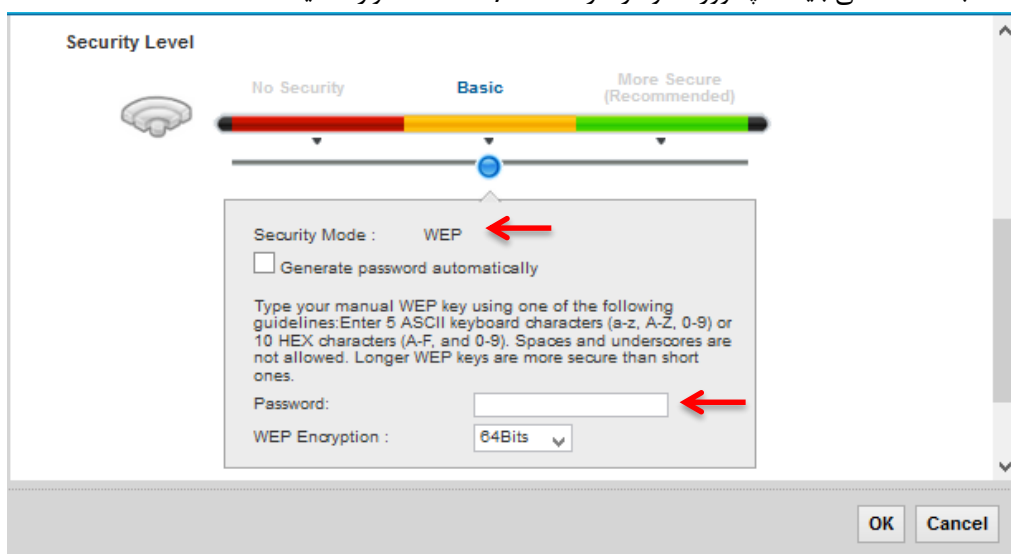 Security Level
No Security
Basic
More Secure
(Recommended)
Security Mode : WEP
Generate password automatically
Type your manual WEP key using one of the following
guidelines:Enter 5 ASCII keyboard characters (a-z, A-Z, 0-9) or
10 HEX characters (A-F, and 0-9). Spaces and underscores are
not allowed. Longer WEP keys are more secure than short
ones.
Password:
WEP Encryption : 64Bits
OK Cancel